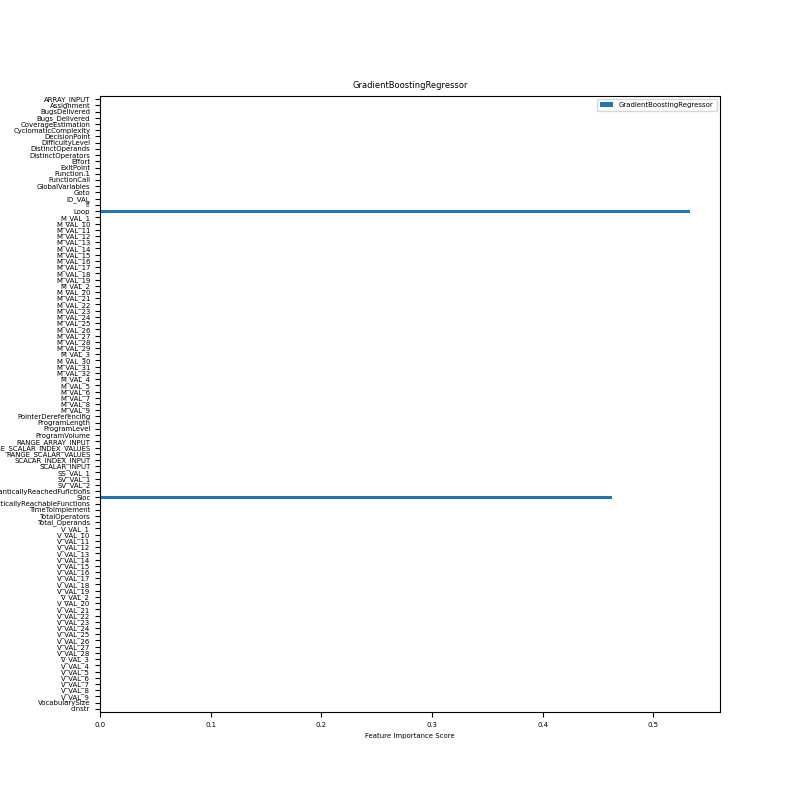 GradientBoostingRegressor
GradientBoostingRegressor
ARRAY_INPUT
Assignment
BugsDelivered
Bugs_Delivered
CoverageEstimation
CyclomaticComplexity
DecisionPoint
DifficultyLevel
DistinctOperands
DistinctOperators
Effort
ExitPoint
Function.1
FunctionCall
GlobalVariables
Goto
ID_VAL
If
Loop
M_VAL_1
M_VAL_10
M_VAL_11
M_VAL_12
M_VAL_13
M_VAL_14
M_VAL_15
M_VAL_16
M_VAL_17
M_VAL_18
M_VAL_19
M_VAL_2
M_VAL_20
M_VAL_21
M_VAL_22
M_VAL_23
M_VAL_24
M_VAL_25
M_VAL_26
M_VAL_27
M_VAL_28
M_VAL_29
M_VAL_3
M_VAL_30
M_VAL_31
M_VAL_32
M_VAL_4
M_VAL_5
M_VAL_6
M_VAL_7
M_VAL_8
M_VAL_9
PointerDereferencing
ProgramLength
ProgramLevel
ProgramVolume
RANGE_ARRAY_INPUT
E_SCALAR_INDEX_VALUES
RANGE_SCALAR_VALUES
SCALAR_INDEX_INPUT
SCALAR_INPUT
SS_VAL_1
SV_VAL_1
SV_VAL_2
anticallyReachedFunctions
Sloc
ticallyReachableFunctions
TimeToImplement
TotalOperators
Total_Operands
V_VAL_1
V_VAL_10
V_VAL_11
V_VAL_12
V_VAL_13
V_VAL_14
V_VAL_15
V_VAL_16
V_VAL_17
V_VAL_18
V_VAL_19
V_VAL_2
V_VAL_20
V_VAL_21
V_VAL_22
V_VAL_23
V_VAL_24
V_VAL_25
V_VAL_26
V_VAL_27
V_VAL_28
V_VAL_3
V_VAL_4
V_VAL_5
V_VAL_6
V_VAL_7
V_VAL_8
V_VAL_9
VocabularySize
cinstr
0.0 0.1 0.2 0.3 0.4 0.5
Feature Importance Score